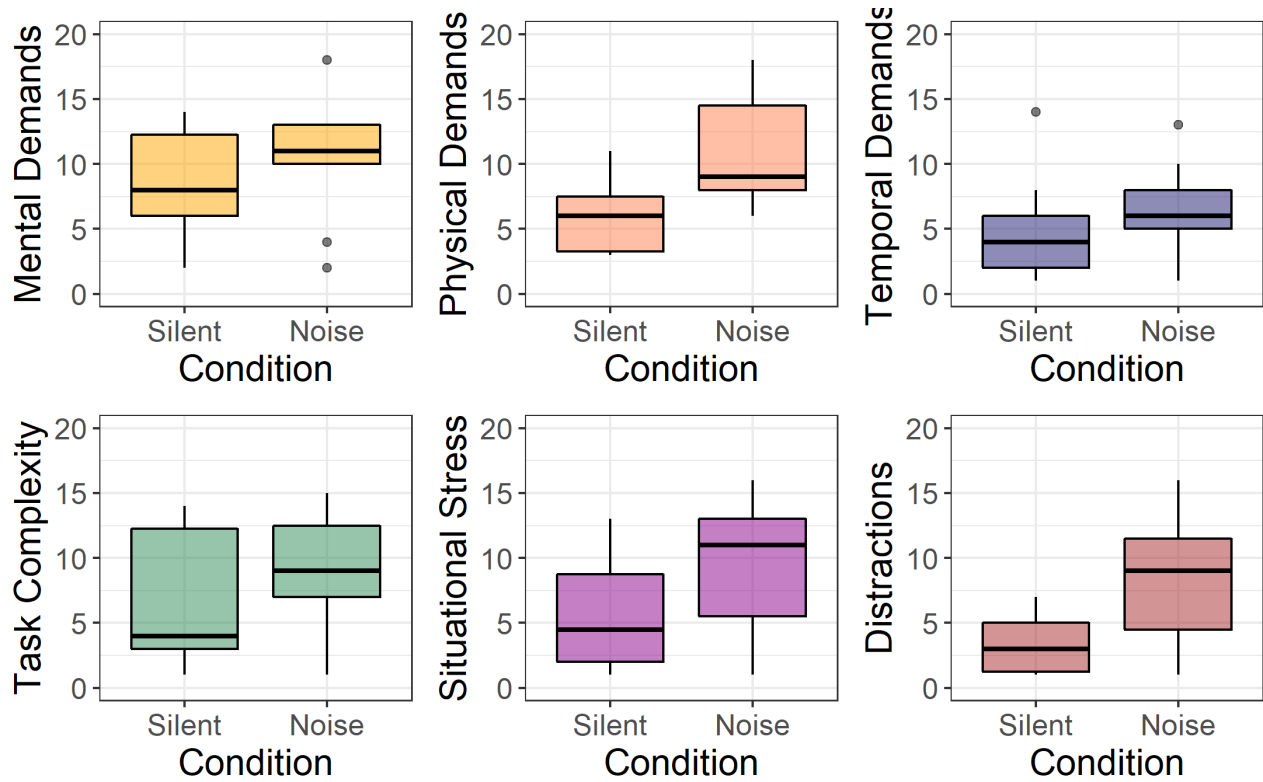 Mental Demands
20
15
10
5
0
Silent Noise
Condition
Physical Demands
20
15
10
5
0
Silent Noise
Condition
Temporal Demands
20
15
10
5
0
Silent Noise
Condition
Task Complexity
20
15
10
5
0
Silent Noise
Condition
Situational Stress
20
15
10
5
0
Silent Noise
Condition
Distractions
20
15
10
5
0
Silent Noise
Condition